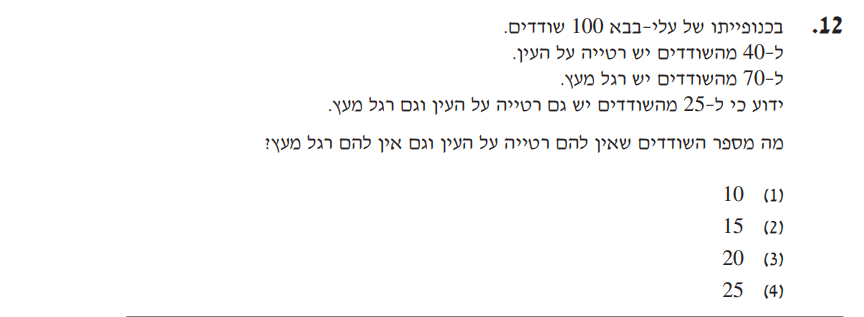 12. בכנופייתו של עלי-בבא 100 שודדים.
ל-40 מהשודדים יש רטייה על העין.
ל-70 מהשודדים יש רגל מעץ.
ידוע כי ל-25 מהשודדים יש גם רטייה על העין וגם רגל מעץ.
מה מספר השודדים שאין להם רטייה על העין וגם אין להם רגל מעץ?
(1) 10
(2) 15
(3) 20
(4) 25